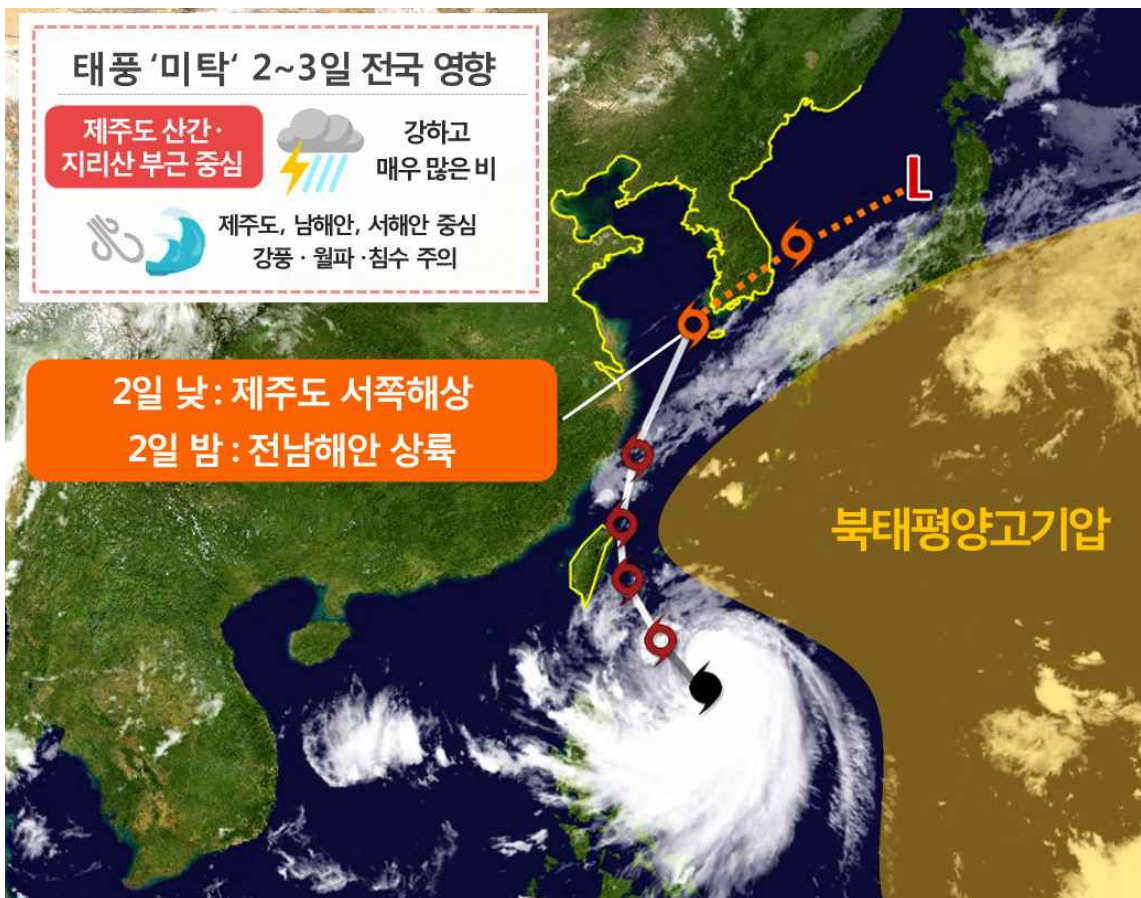 태풍 ‘미탁‘ 2~3일 전국 영향
제주도 산간·
지리산 부근 중심
강하고
매우 많은 비
제주도, 남해안, 서해안 중심
강풍 · 월파 · 침수 주의
L
2일 낮 : 제주도 서쪽해상
2일 밤 : 전남해안 상륙
북태평양고기압